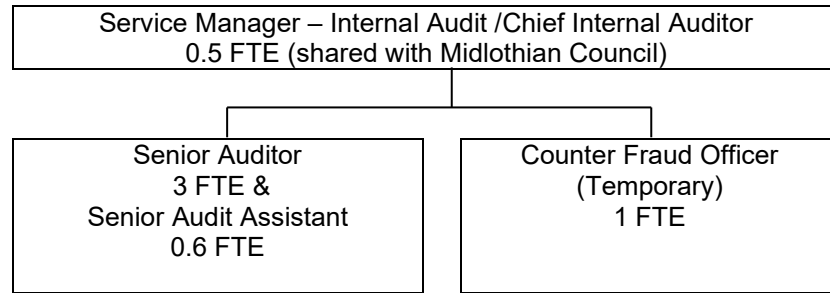 Service Manager – Internal Audit /Chief Internal Auditor
0.5 FTE (shared with Midlothian Council)
Senior Auditor
3 FTE &
Senior Audit Assistant
0.6 FTE
Counter Fraud Officer
(Temporary)
1 FTE